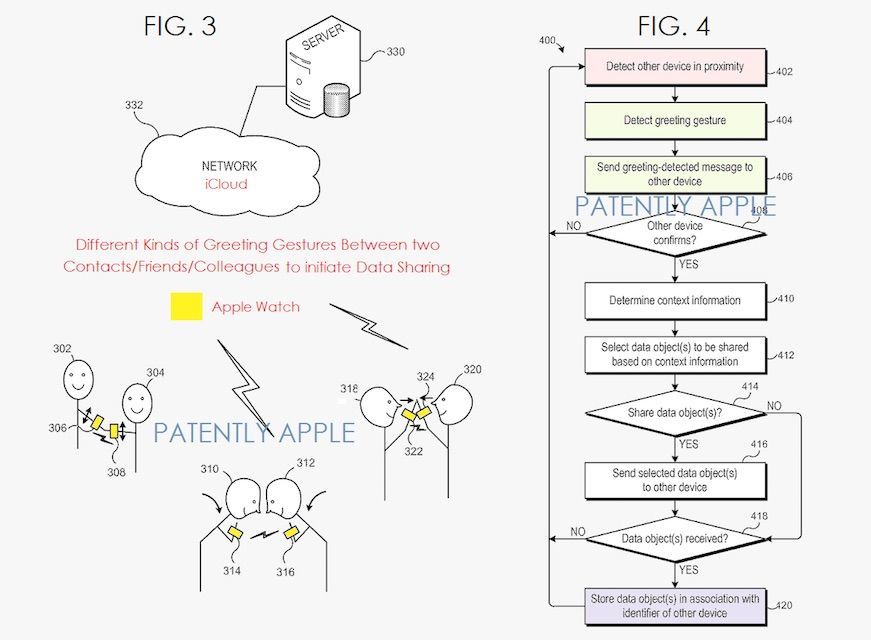 FIG. 3
SERVER
330
332
NETWORK
iCloud
Different Kinds of Greeting Gestures Between two
Contacts/Friends/Colleagues to initiate Data Sharing
Apple Watch
302
304
306
308
PATENTLY APPLE
318
324
320
322
310
312
314
316
FIG. 4
400
Detect other device in proximity
402
Detect greeting gesture
404
Send greeting-detected message to
other device
406
PATENTLY APPLE
408
Other device
confirms?
NO
YES
Determine context information
410
Select data object(s) to be shared
based on context information
412
414
Share data object(s)?
NO
YES
416
Send selected data object(s)
to other device
418
Data object(s) received?
NO
YES
Store data object(s) in association with
identifier of other device
420